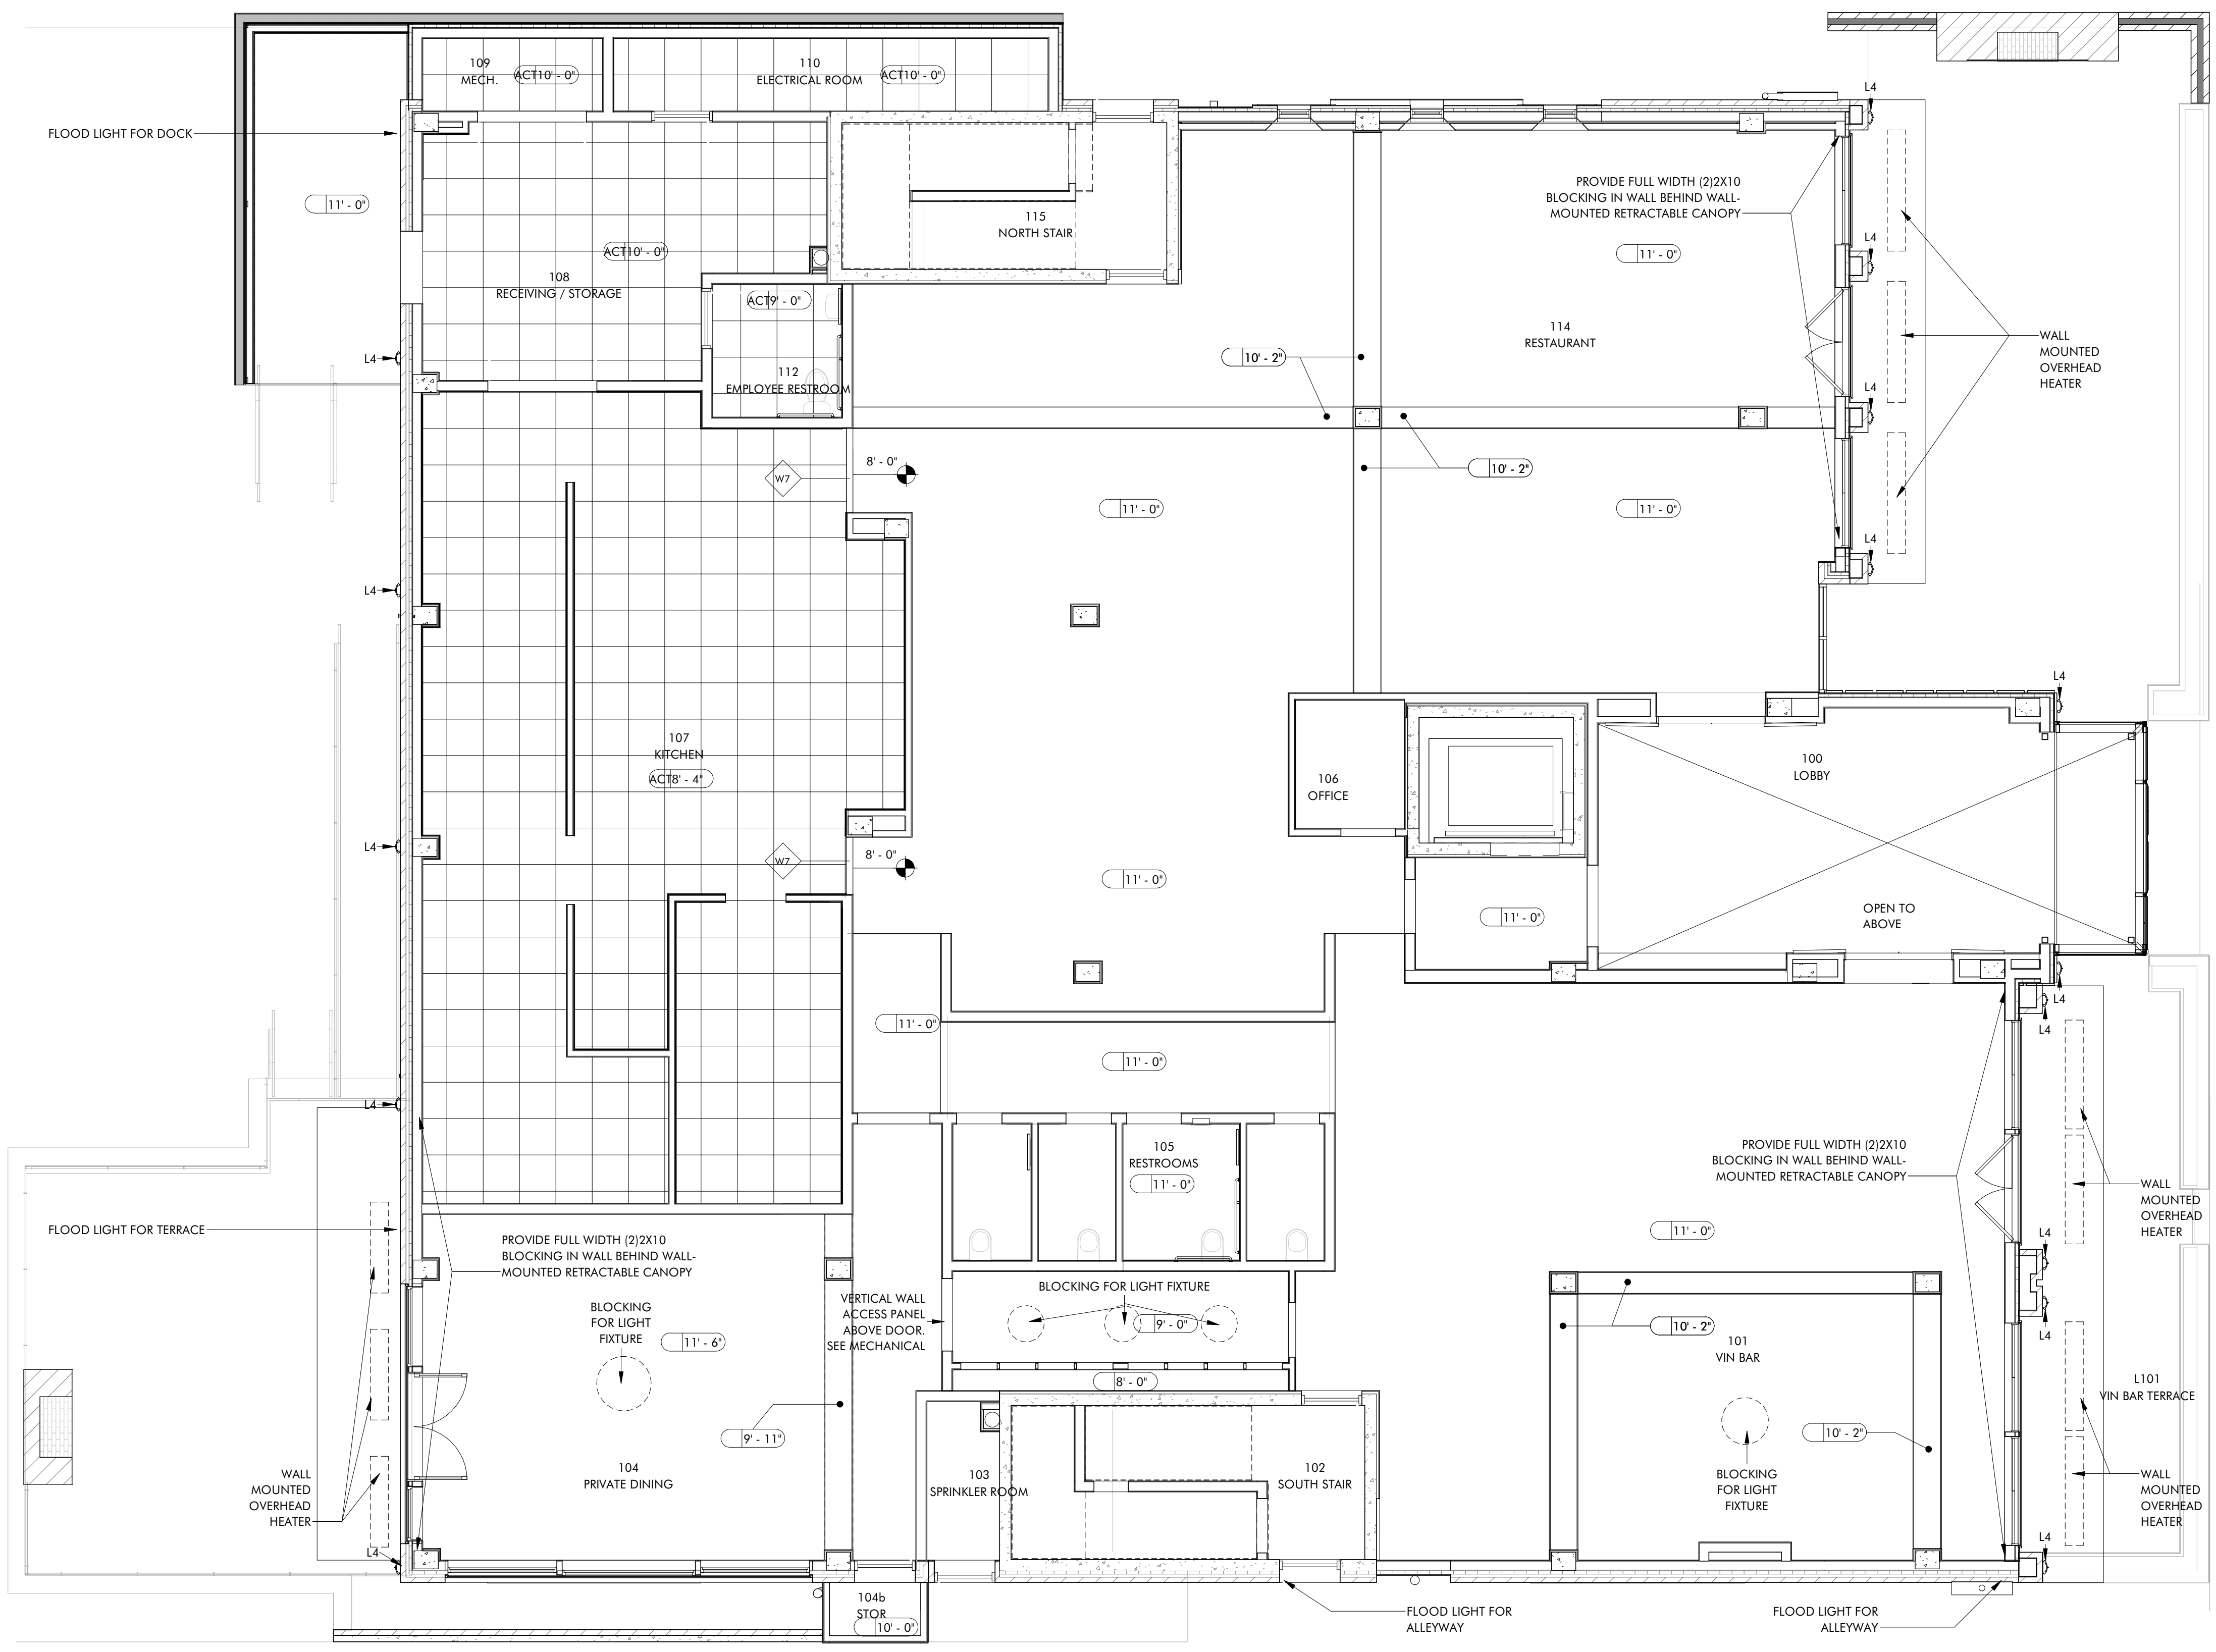 109
MECH.
ACT10' - 0"
110
ELECTRICAL ROOM
ACT10' - 0"
L4
FLOOD LIGHT FOR DOCK
11' - 0"
PROVIDE FULL WIDTH (2)2X10
BLOCKING IN WALL BEHIND WALL-
MOUNTED RETRACTABLE CANOPY
115
NORTH STAIR
ACT10' - 0"
11' - 0"
L4
108
RECEIVING / STORAGE
ACT9' - 0"
114
RESTAURANT
WALL
MOUNTED
OVERHEAD
HEATER
L4
10' - 2"
112
EMPLOYEE RESTROOM
L4
8' - 0"
W7
10' - 2"
11' - 0"
11' - 0"
L4
L4
L4
107
KITCHEN
ACT8' - 4"
106
OFFICE
100
LOBBY
L4
8' - 0"
W7
11' - 0"
11' - 0"
OPEN TO
ABOVE
L4
11' - 0"
L4
11' - 0"
L4
105
RESTROOMS
11' - 0"
PROVIDE FULL WIDTH (2)2X10
BLOCKING IN WALL BEHIND WALL-
MOUNTED RETRACTABLE CANOPY
WALL
MOUNTED
OVERHEAD
HEATER
FLOOD LIGHT FOR TERRACE
PROVIDE FULL WIDTH (2)2X10
BLOCKING IN WALL BEHIND WALL-
MOUNTED RETRACTABLE CANOPY
11' - 0"
L4
BLOCKING FOR LIGHT FIXTURE
VERTICAL WALL
ACCESS PANEL
ABOVE DOOR.
SEE MECHANICAL
BLOCKING
FOR LIGHT
FIXTURE
11' - 6"
9' - 0"
10' - 2"
L4
101
VIN BAR
8' - 0"
L101
VIN BAR TERRACE
9' - 11"
10' - 2"
104
PRIVATE DINING
103
SPRINKLER ROOM
102
SOUTH STAIR
BLOCKING
FOR LIGHT
FIXTURE
WALL
MOUNTED
OVERHEAD
HEATER
WALL
MOUNTED
OVERHEAD
HEATER
L4
L4
104b
STOR
10' - 0"
FLOOD LIGHT FOR
ALLEYWAY
FLOOD LIGHT FOR
ALLEYWAY